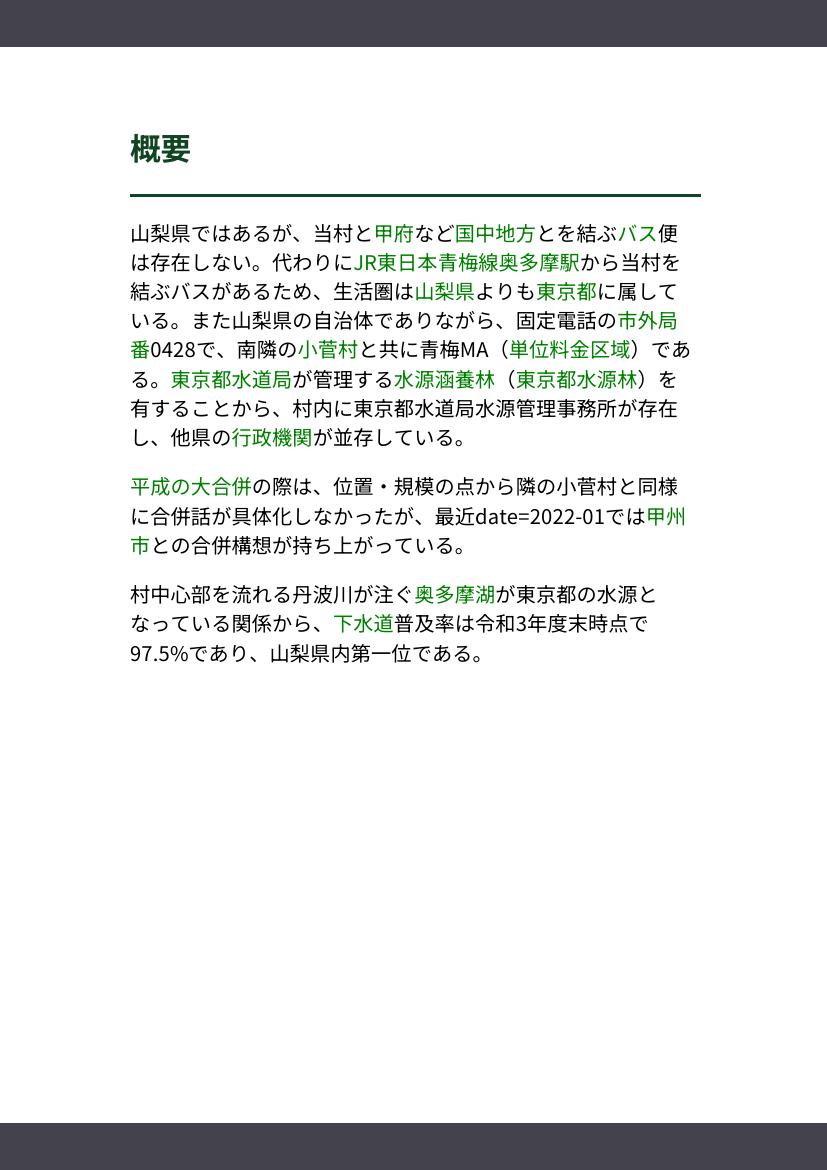 概要
山梨県ではあるが、当村と甲府など国中地方とを結ぶバス便
は存在しない。代わりにJR東日本青梅線奥多摩駅から当村を
結ぶバスがあるため、生活圏は山梨県よりも東京都に属して
いる。また山梨県の自治体でありながら、固定電話の市外局
番0428で、南隣の小菅村と共に青梅MA（単位料金区域）であ
る。東京都水道局が管理する水源涵養林（東京都水源林）を
有することから、村内に東京都水道局水源管理事務所が存在
し、他県の行政機関が並存している。
平成の大合併の際は、位置・規模の点から隣の小菅村と同様
に合併話が具体化しなかったが、最近date=2022-01では甲州
市との合併構想が持ち上がっている。
村中心部を流れる丹波川が注ぐ奥多摩湖が東京都の水源と
なっている関係から、下水道普及率は令和3年度末時点で
97.5%であり、山梨県内第一位である。